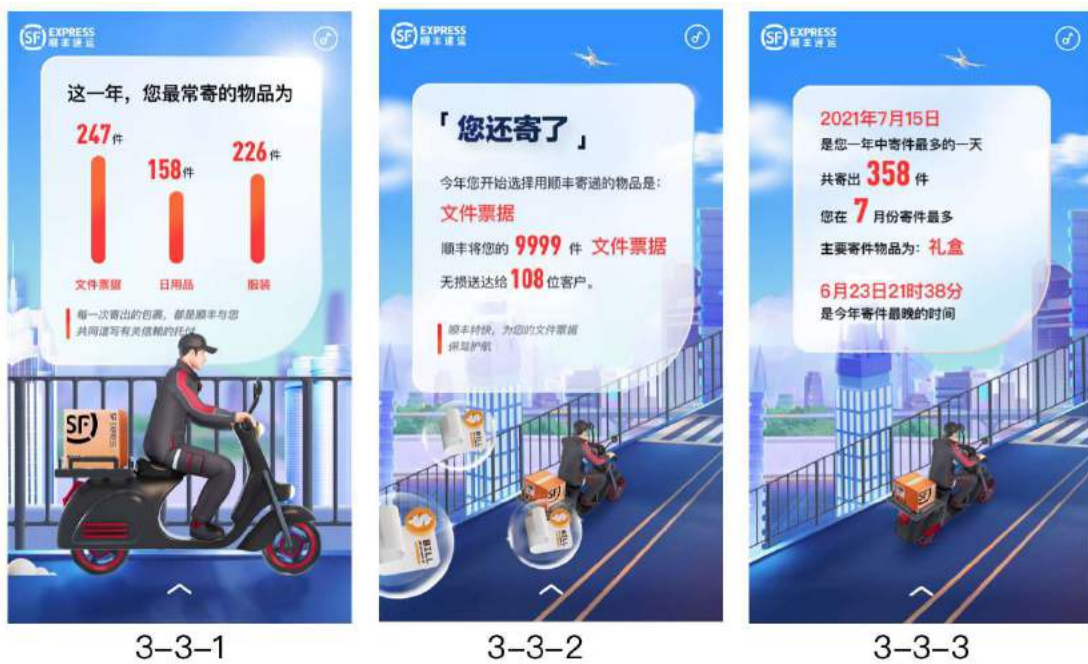 SF EXPRESS
顺丰速运
这一年，您最常寄的物品为
247件
158件
226件
文件票据
日用品
服装
每一次寄出的包裹，都是顺丰与您
共同谱写有关信赖的托付
SF
SF EXPRESS
3-3-1
SF EXPRESS
顺丰速运
「您还寄了」
今年您开始选择用顺丰寄递的物品是：
文件票据
顺丰将您的 9999 件 文件票据
无损送达给 108 位客户。
顺丰特快，为您的文件票据
保驾护航
BILL
BILL
BILL
SF
3-3-2
SF EXPRESS
顺丰速运
2021年7月15日
是您一年中寄件最多的一天
共寄出 358 件
您在 7 月份寄件最多
主要寄件物品为：礼盒
6月23日21时38分
是今年寄件最晚的时间
SF
3-3-3